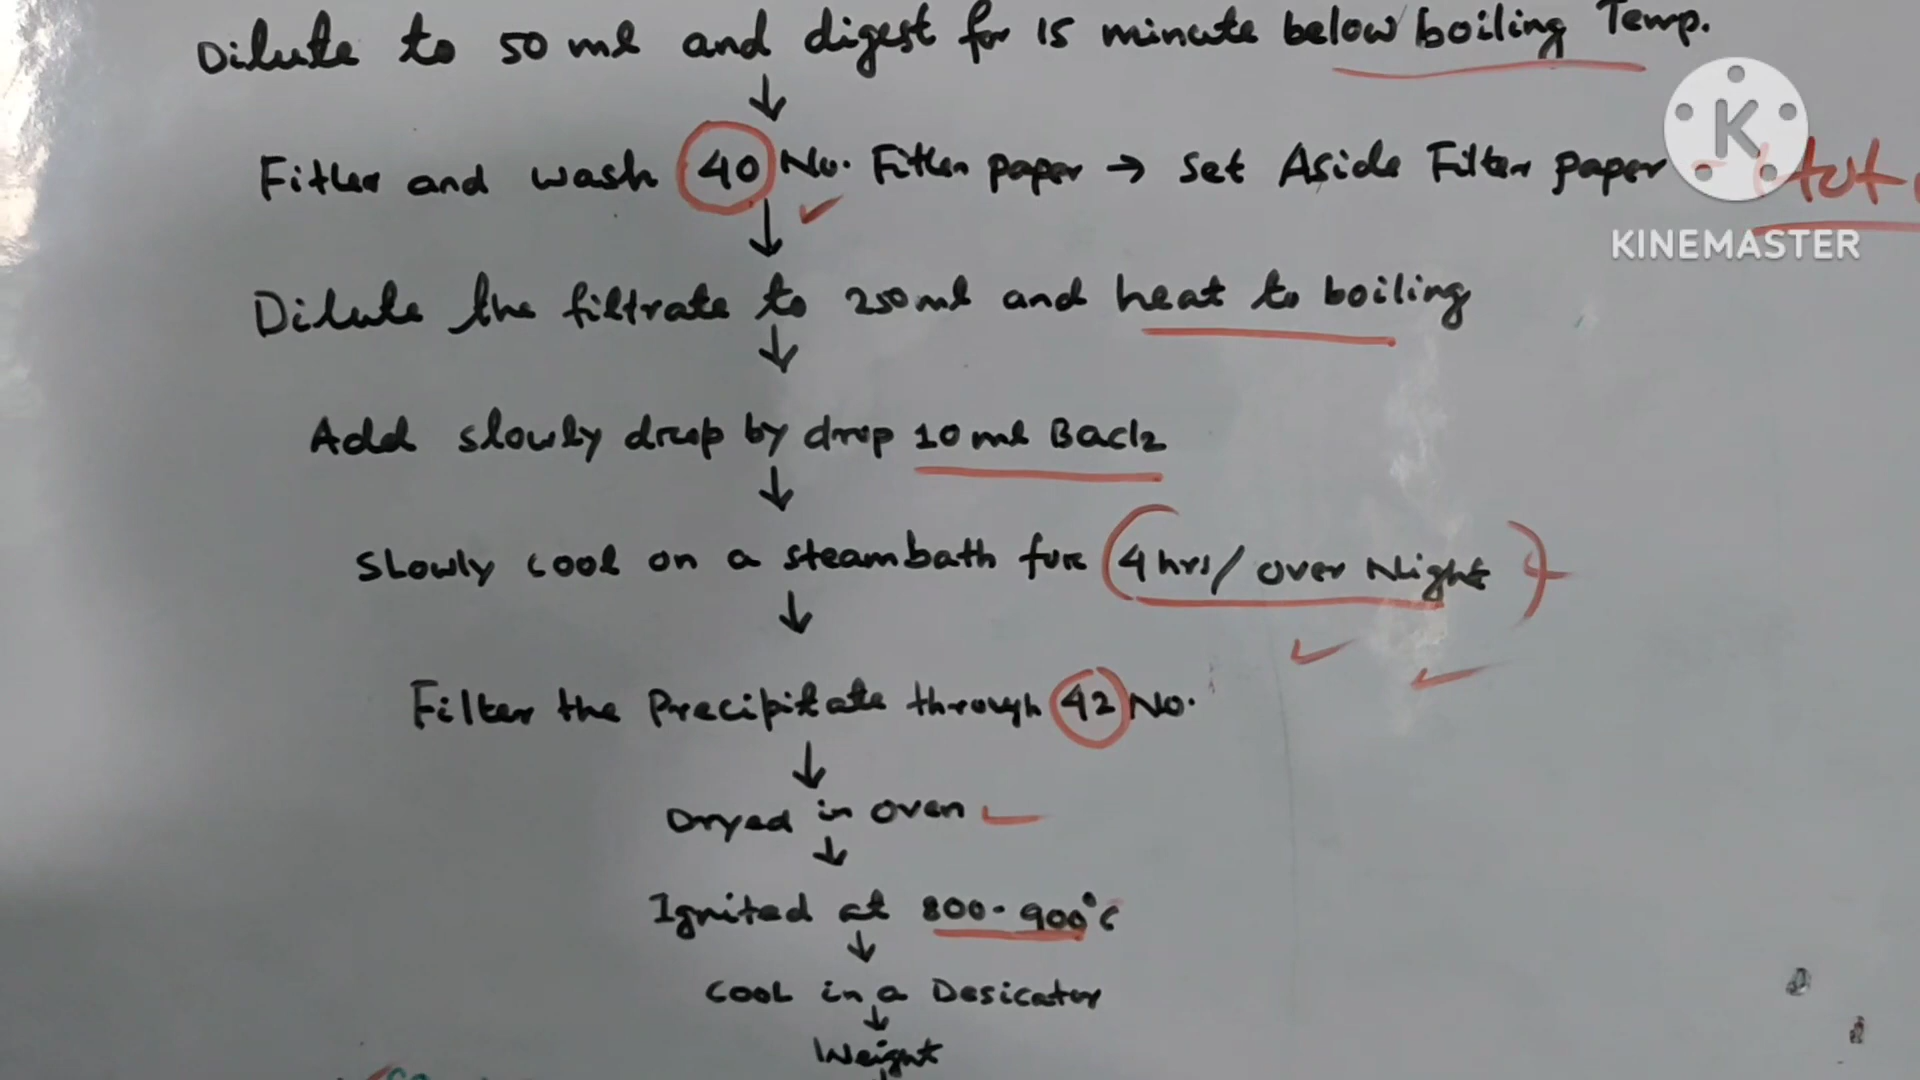 Dilute to 50 ml and digest for 15 minute below boiling Temp.
↓
Fitler and wash 40 No. Fitler paper → Set Aside Filter paper
↓
Dilute the filtrate to 250 ml and heat to boiling
↓
Add slowly drop by drop 10 ml Bacl2
↓
Slowly cool on a steambath for (4 hrs/ over Night)
↓
Filter the Precipitate through 42 No.
↓
Dryed in oven
↓
Ignited at 800-900°C
↓
Cool in a Desicator
↓
Weight
K
KINEMASTER